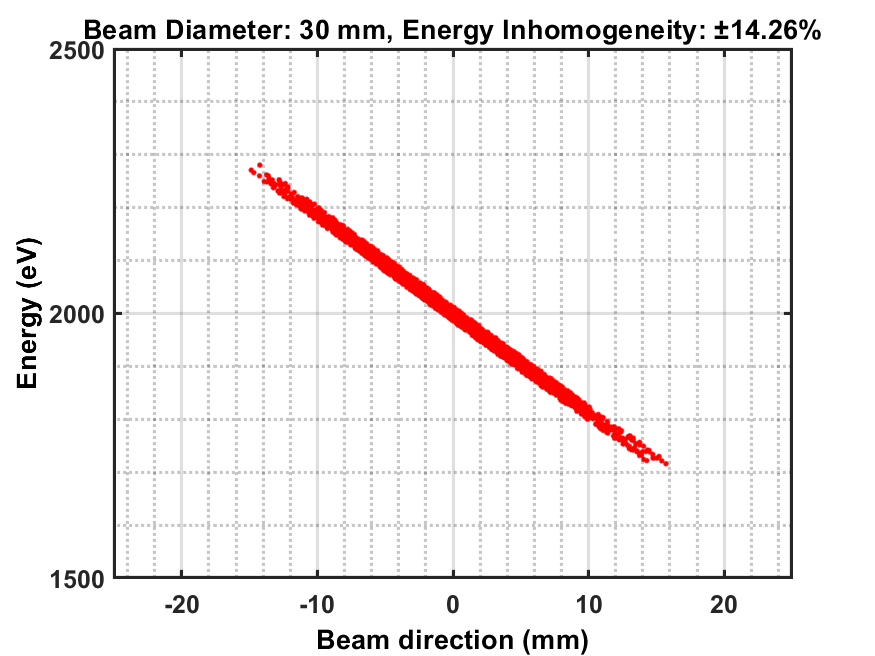 Beam Diameter: 30 mm, Energy Inhomogeneity: ±14.26%
2500
2000
1500
Energy (eV)
-20 -10 0 10 20
Beam direction (mm)